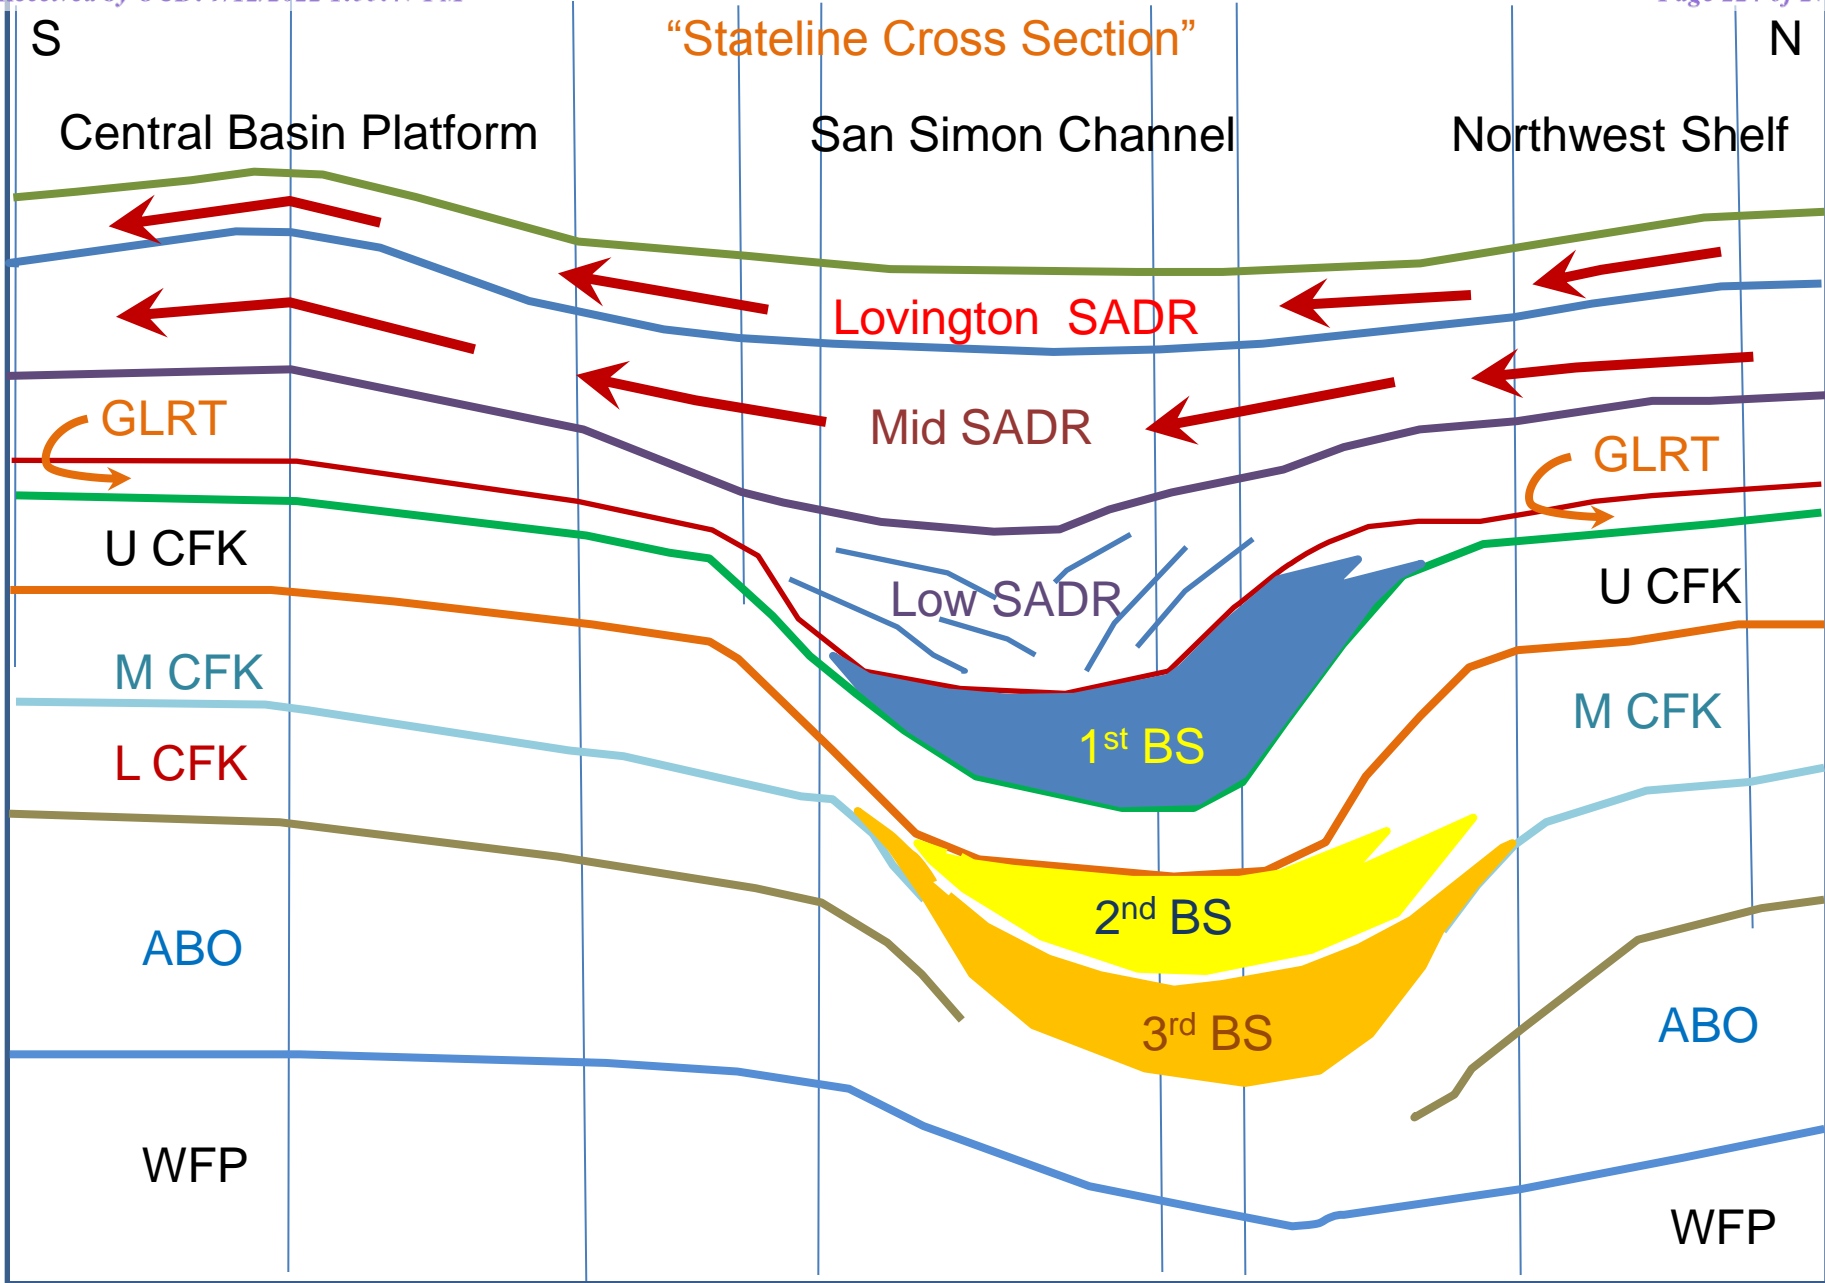 S
“Stateline Cross Section”
N
Central Basin Platform
San Simon Channel
Northwest Shelf
Lovington SADR
Mid SADR
GLRT
GLRT
U CFK
Low SADR
U CFK
M CFK
M CFK
L CFK
1st BS
2nd BS
ABO
3rd BS
ABO
WFP
WFP